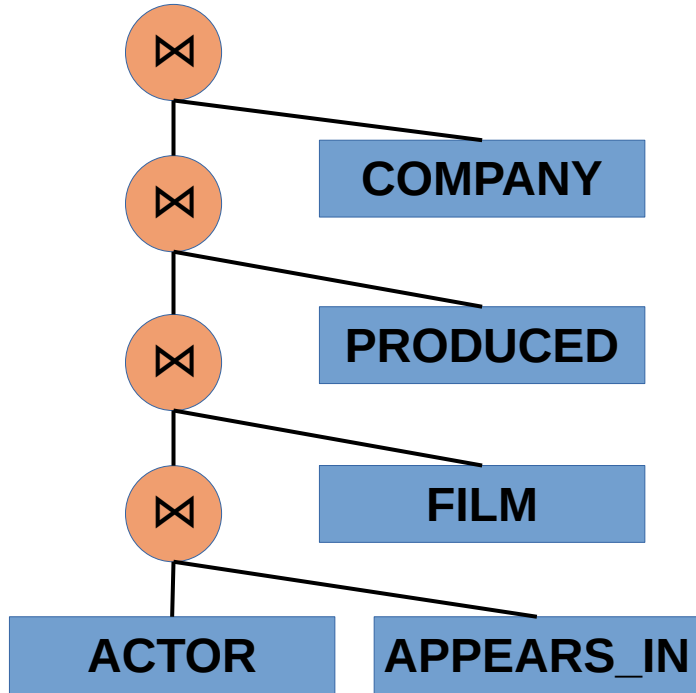 ⋈
COMPANY
⋈
PRODUCED
⋈
FILM
⋈
ACTOR
APPEARS_IN